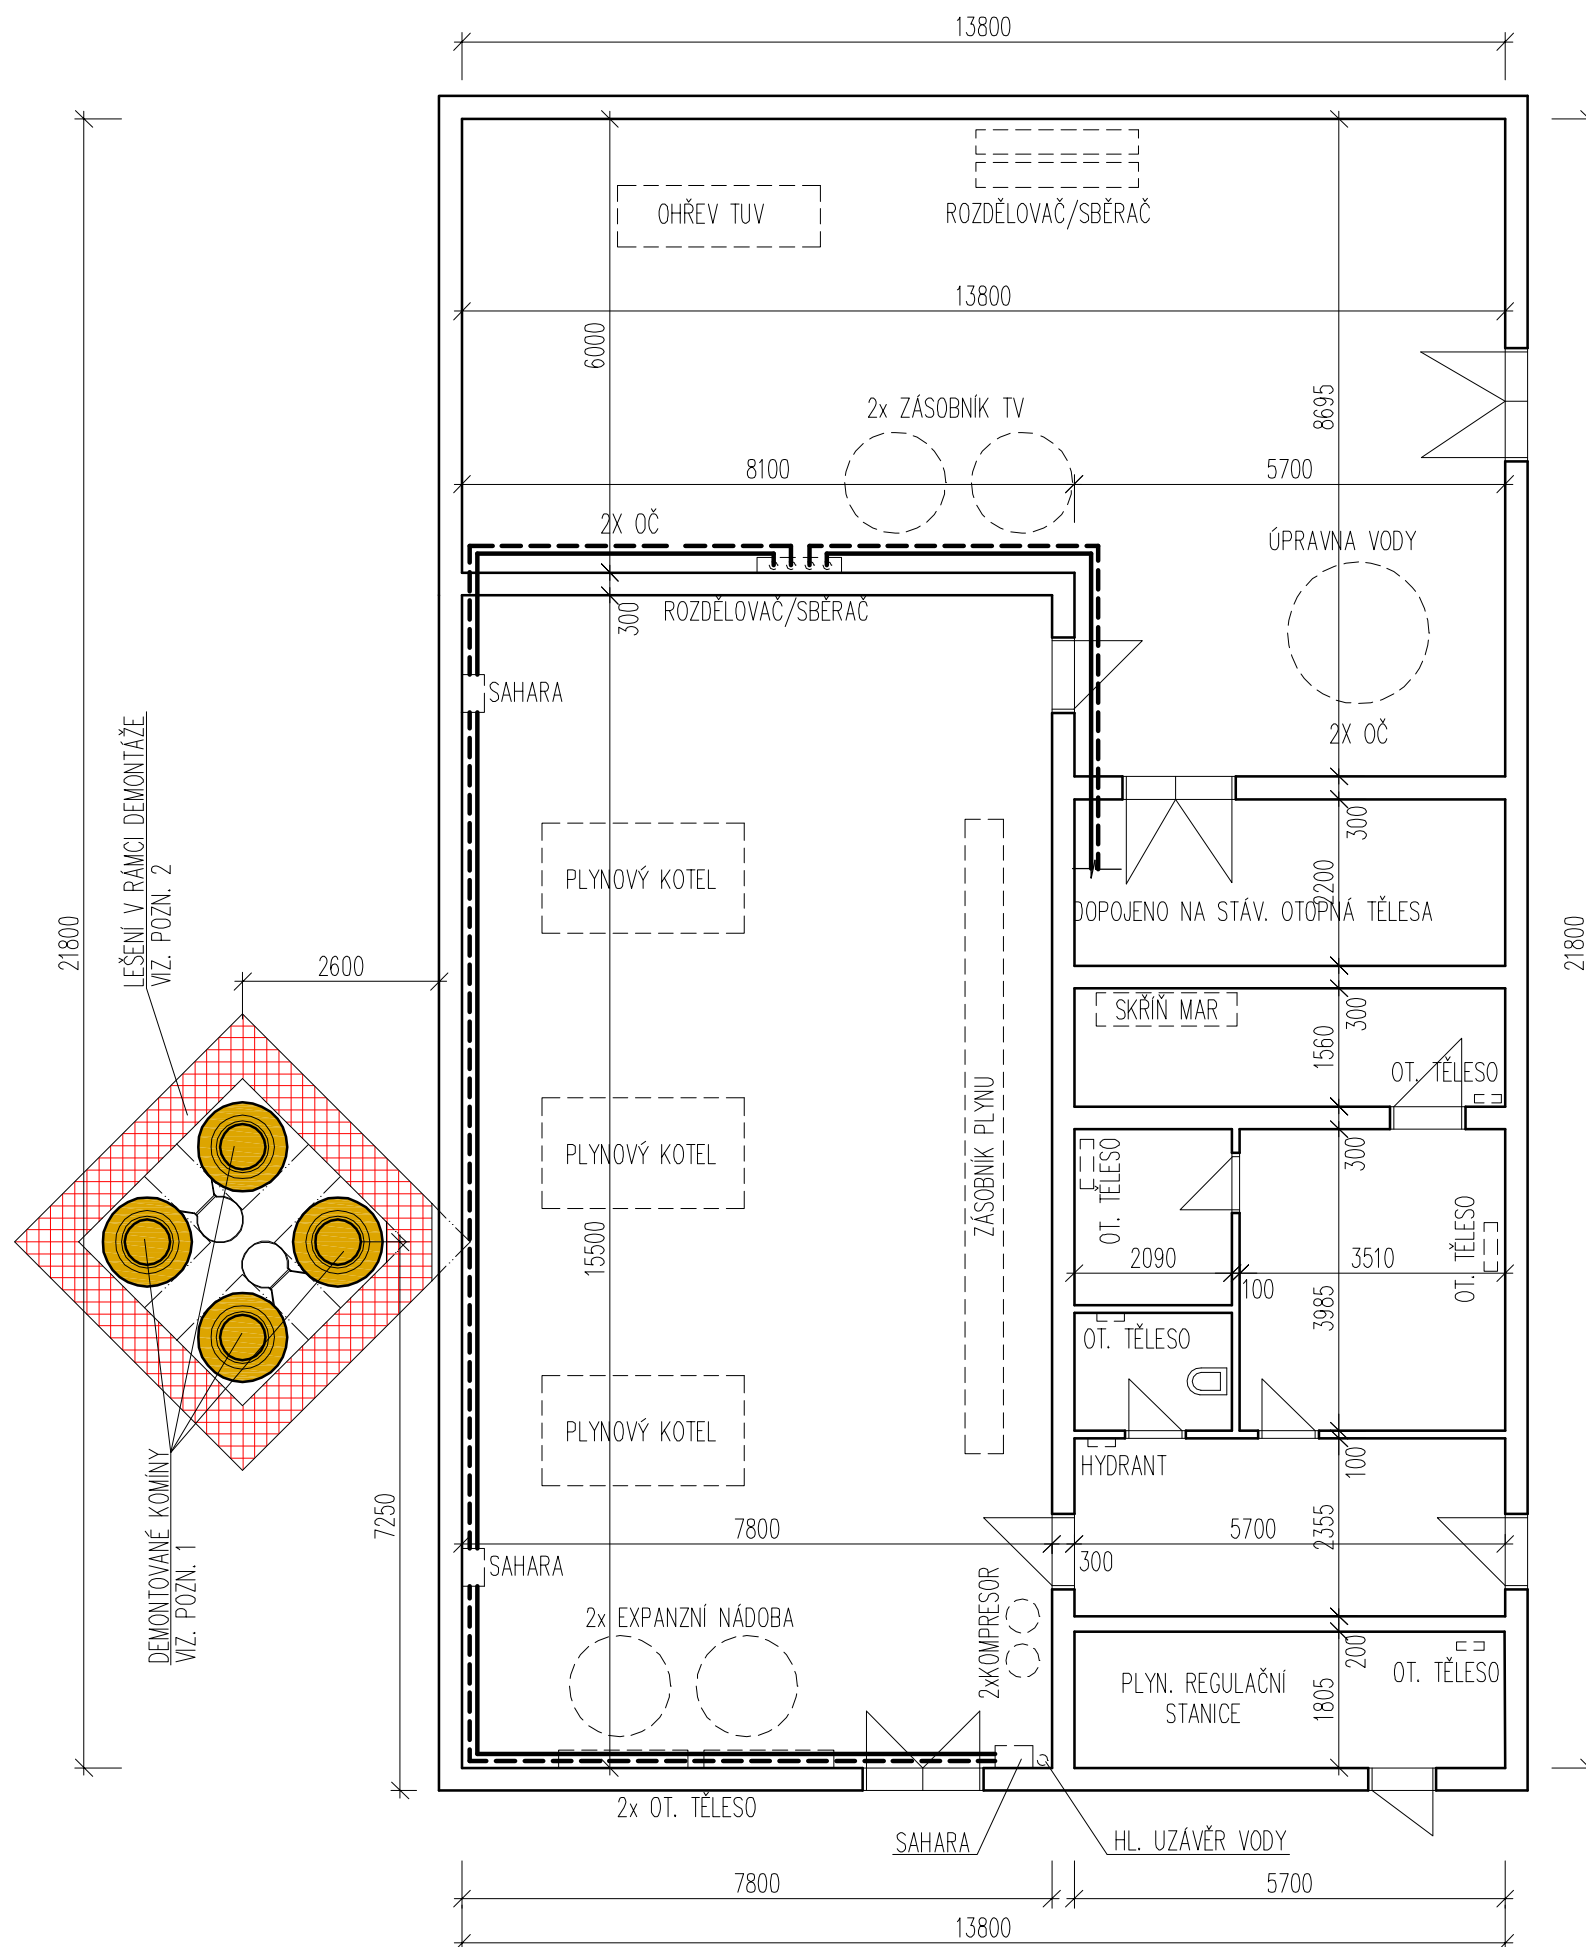 13800
OHŘEV TUV
ROZDĚLOVAČ/SBĚRAČ
13800
6000
8695
2x ZÁSOBNÍK TV
8100
5700
2X OČ
ÚPRAVNA VODY
300
ROZDĚLOVAČ/SBĚRAČ
SAHARA
2X OČ
LEŠENÍ V RÁMCI DEMONTÁŽE
VIZ. POZN. 2
300
PLYNOVÝ KOTEL
2200
DOPOJENO NA STÁV. OTOPNÁ TĚLESA
21800
21800
2600
SKŘÍŇ MAR
300
1560
OT. TĚLESO
ZÁSOBNÍK PLYNU
PLYNOVÝ KOTEL
300
OT. TĚLESO
OT. TĚLESO
15500
2090
100
3510
3985
OT. TĚLESO
PLYNOVÝ KOTEL
HYDRANT
100
7250
DEMONTOVANÉ KOMÍNY
VIZ. POZN. 1
7800
5700
2355
300
SAHARA
2x EXPANZNÍ NÁDOBA
2xKOMPRESOR
200
PLYN. REGULAČNÍ
STANICE
OT. TĚLESO
1805
2x OT. TĚLESO
SAHARA
HL. UZÁVĚR VODY
7800
5700
13800